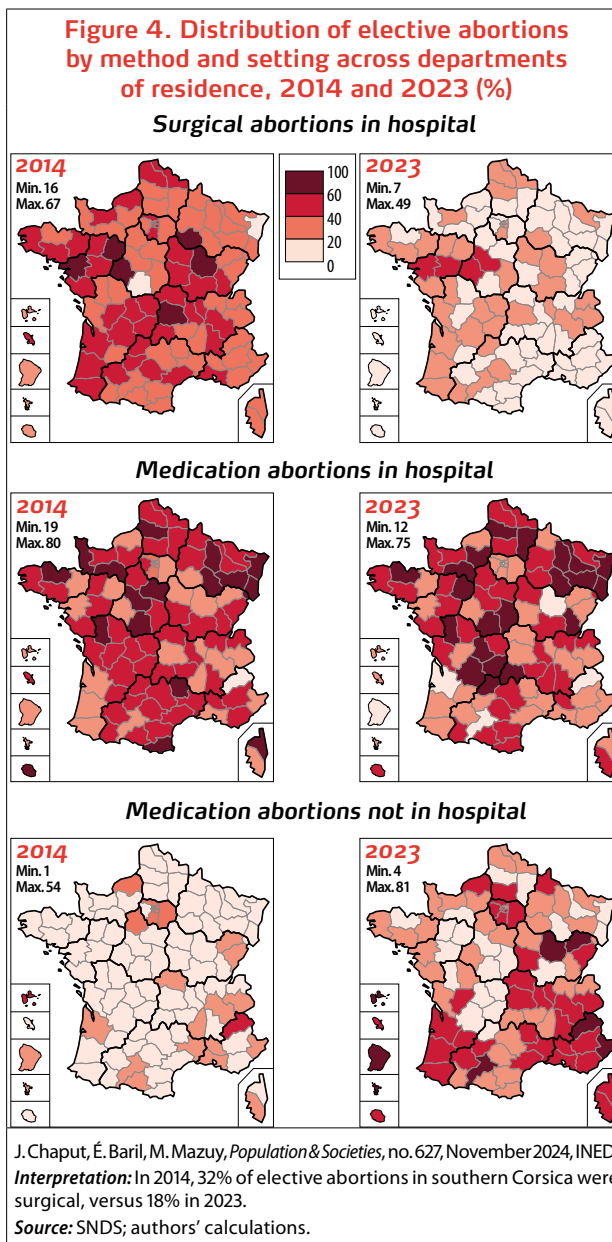 Figure 4. Distribution of elective abortions
by method and setting across departments
of residence, 2014 and 2023 (%)
Surgical abortions in hospital
2014
Min. 16
Max. 67
100
60
40
20
0
2023
Min. 7
Max. 49
Medication abortions in hospital
2014
Min. 19
Max. 80
2023
Min. 12
Max. 75
Medication abortions not in hospital
2014
Min. 1
Max. 54
2023
Min. 4
Max. 81
J. Chaput, É. Baril, M. Mazuy, Population & Societies, no. 627, November 2024, INED
Interpretation: In 2014, 32% of elective abortions in southern Corsica were
surgical, versus 18% in 2023.
Source: SNDS; authors' calculations.